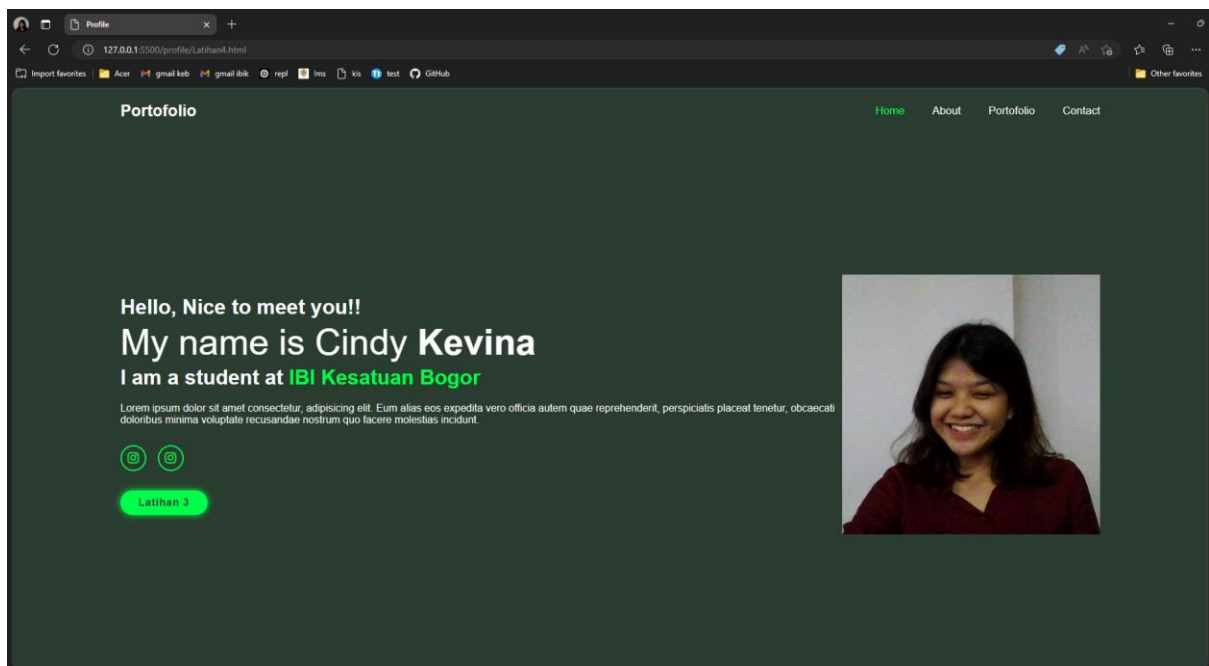 Profile
127.0.0.1:5500/profile/Latihan4.html
Import favorites Acer gmail keb gmail ibik repl lms kis test GitHub Other favorites
Portofolio
Home About Portofolio Contact
Hello, Nice to meet you!!
My name is Cindy Kevina
I am a student at IBI Kesatuan Bogor
Lorem ipsum dolor sit amet consectetur, adipisicing elit. Eum alias eos expedita vero officia autem quae reprehenderit, perspiciatis placeat tenetur, obcaecati
doloribus minima voluptate recusandae nostrum quo facere molestias incidunt.
Latihan 3